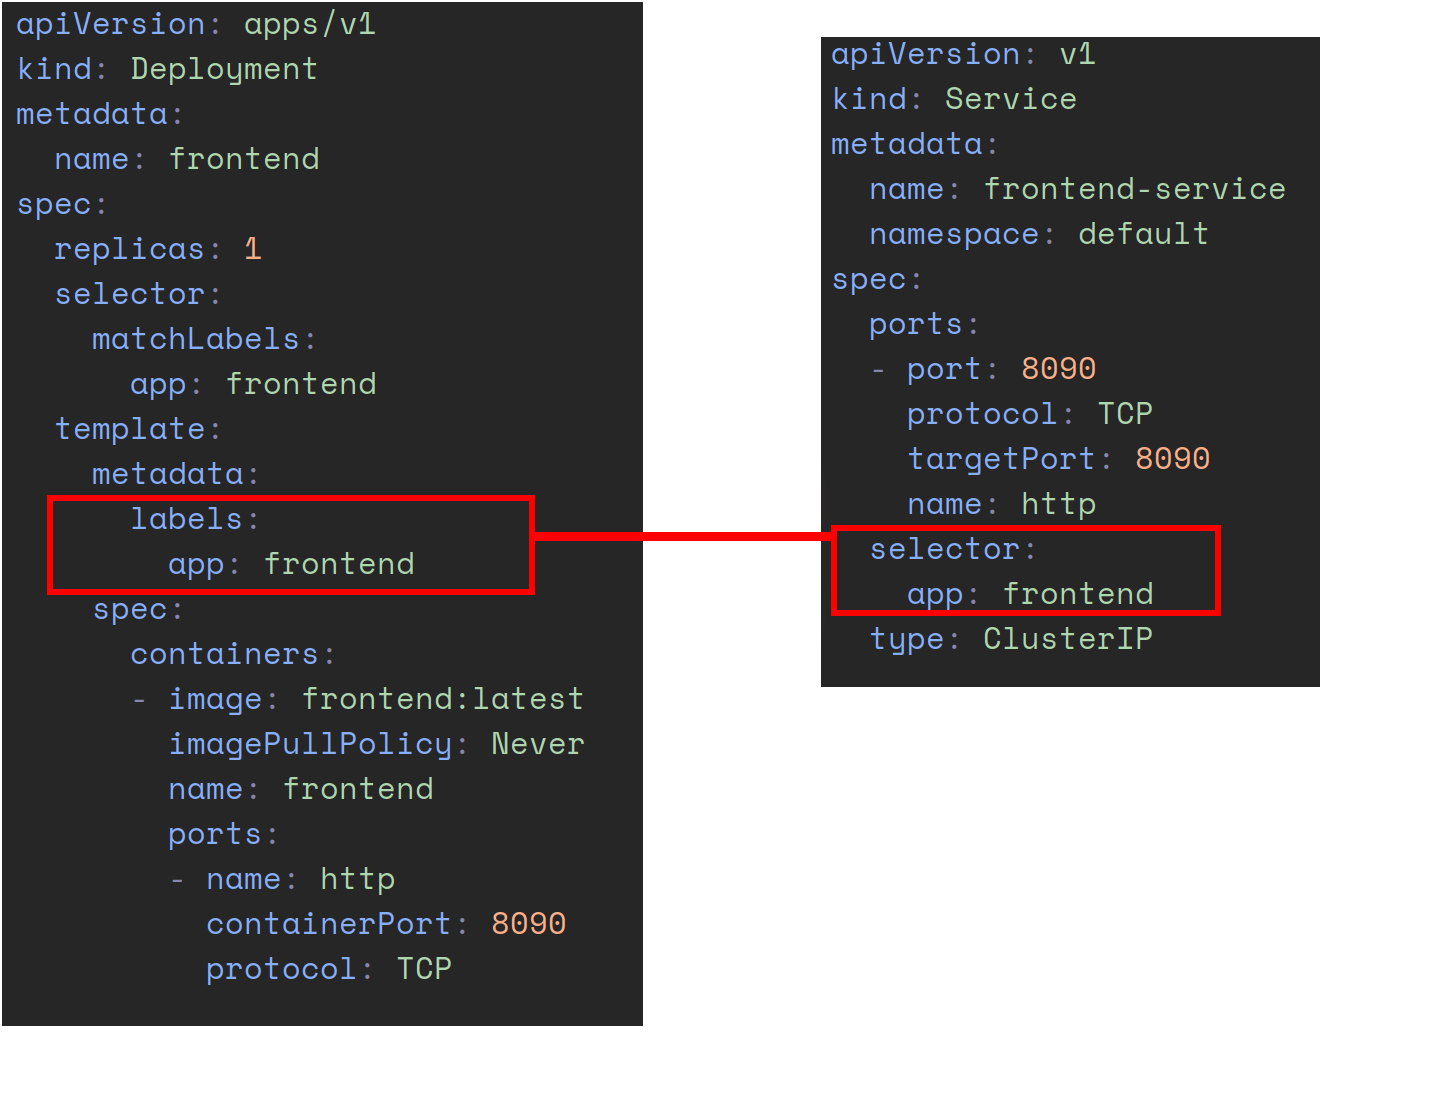 apiVersion: apps/v1
kind: Deployment
metadata:
  name: frontend
spec:
  replicas: 1
  selector:
    matchLabels:
      app: frontend
  template:
    metadata:
      labels:
        app: frontend
    spec:
      containers:
      - image: frontend:latest
        imagePullPolicy: Never
        name: frontend
        ports:
        - name: http
          containerPort: 8090
          protocol: TCP
apiVersion: v1
kind: Service
metadata:
  name: frontend-service
  namespace: default
spec:
  ports:
  - port: 8090
    protocol: TCP
    targetPort: 8090
    name: http
  selector:
    app: frontend
  type: ClusterIP